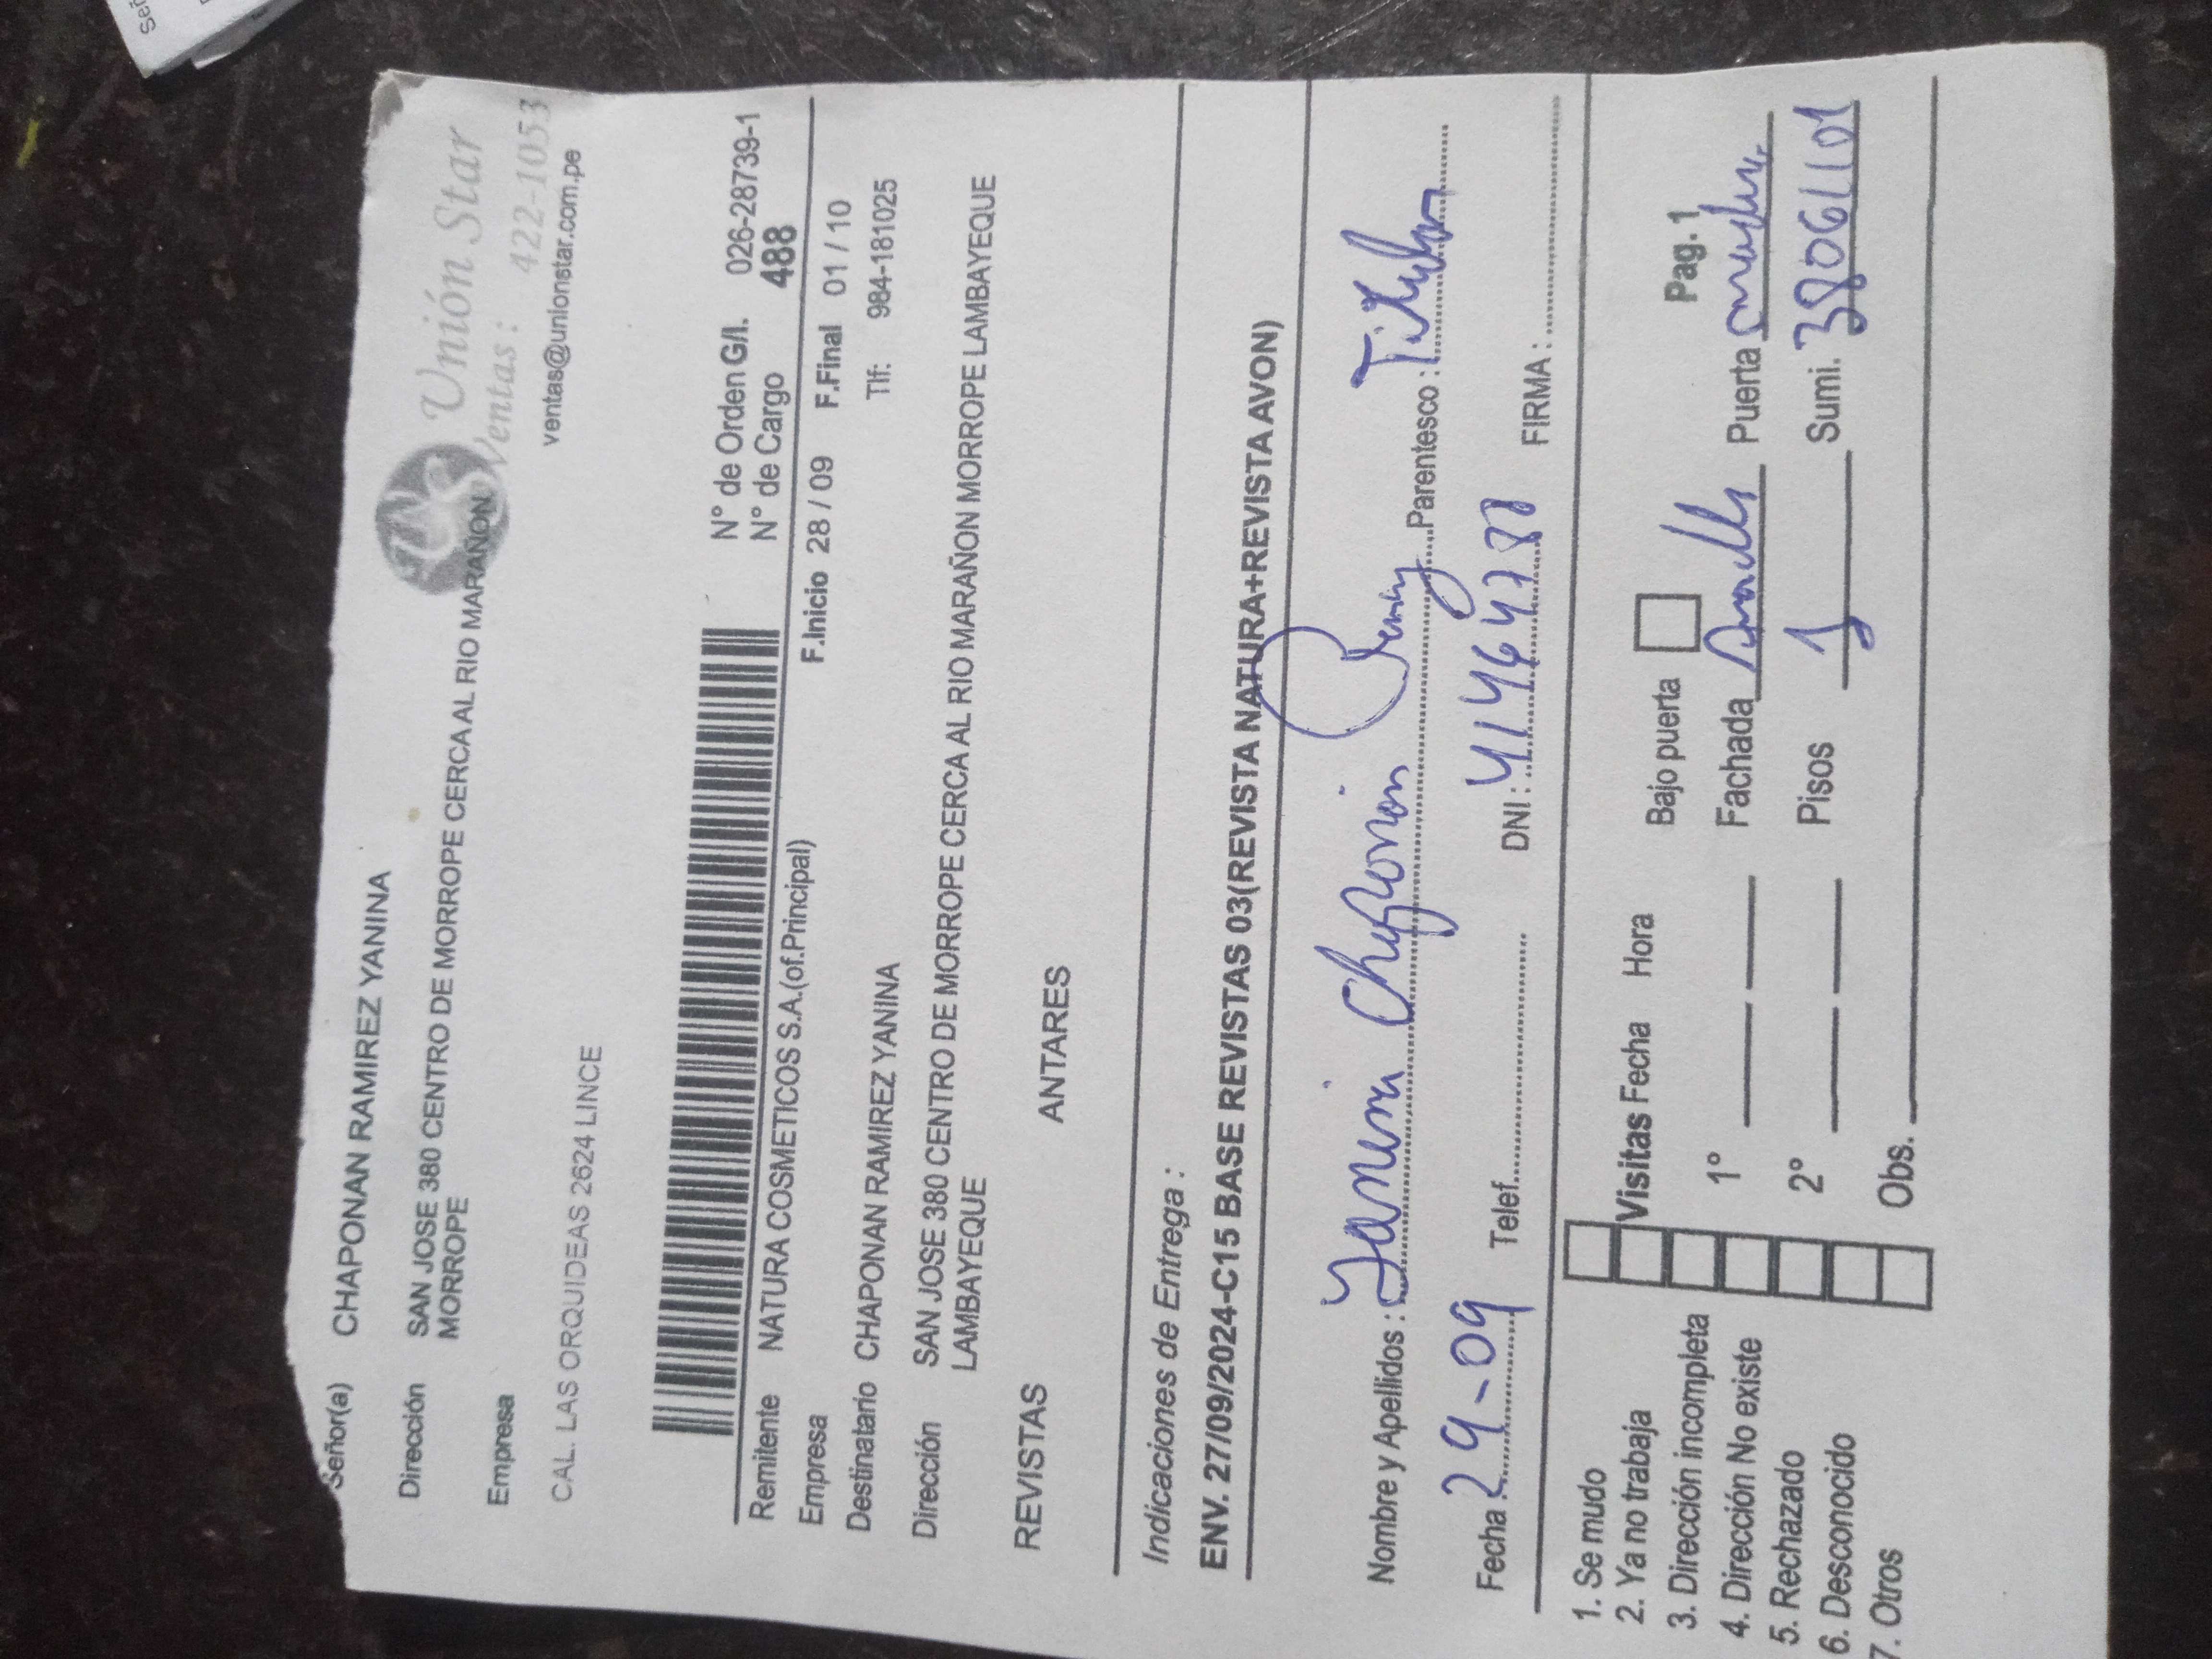 Unión Star
Ventas : 422-1053
ventas@unionstar.com.pe
Señor(a) CHAPONAN RAMIREZ YANINA
Dirección SAN JOSE 380 CENTRO DE MORROPE CERCA AL RIO MARAÑON
MORROPE
Empresa
CAL. LAS ORQUIDEAS 2624 LINCE
N° de Orden G/I. 026-28739-1
N° de Cargo 488
Remitente NATURA COSMETICOS S.A.(of.Principal) F.Inicio 28 / 09 F.Final 01 / 10
Empresa Tlf: 984-181025
Destinatario CHAPONAN RAMIREZ YANINA
Dirección SAN JOSE 380 CENTRO DE MORROPE CERCA AL RIO MARAÑON MORROPE LAMBAYEQUE
LAMBAYEQUE
REVISTAS ANTARES
Indicaciones de Entrega :
ENV. 27/09/2024-C15 BASE REVISTAS 03(REVISTA NATURA+REVISTA AVON)
Nombre y Apellidos : Yanina Chaponan Parentesco : Titular
Fecha 29-09 Telef. DNI : 41464788 FIRMA :
1. Se mudo
2. Ya no trabaja Visitas Fecha Hora Bajo puerta Pag. 1
3. Dirección incompleta
4. Dirección No existe 1° Fachada Puerta
5. Rechazado
6. Desconocido 2° Pisos 1 Sumi.
7. Otros Obs.